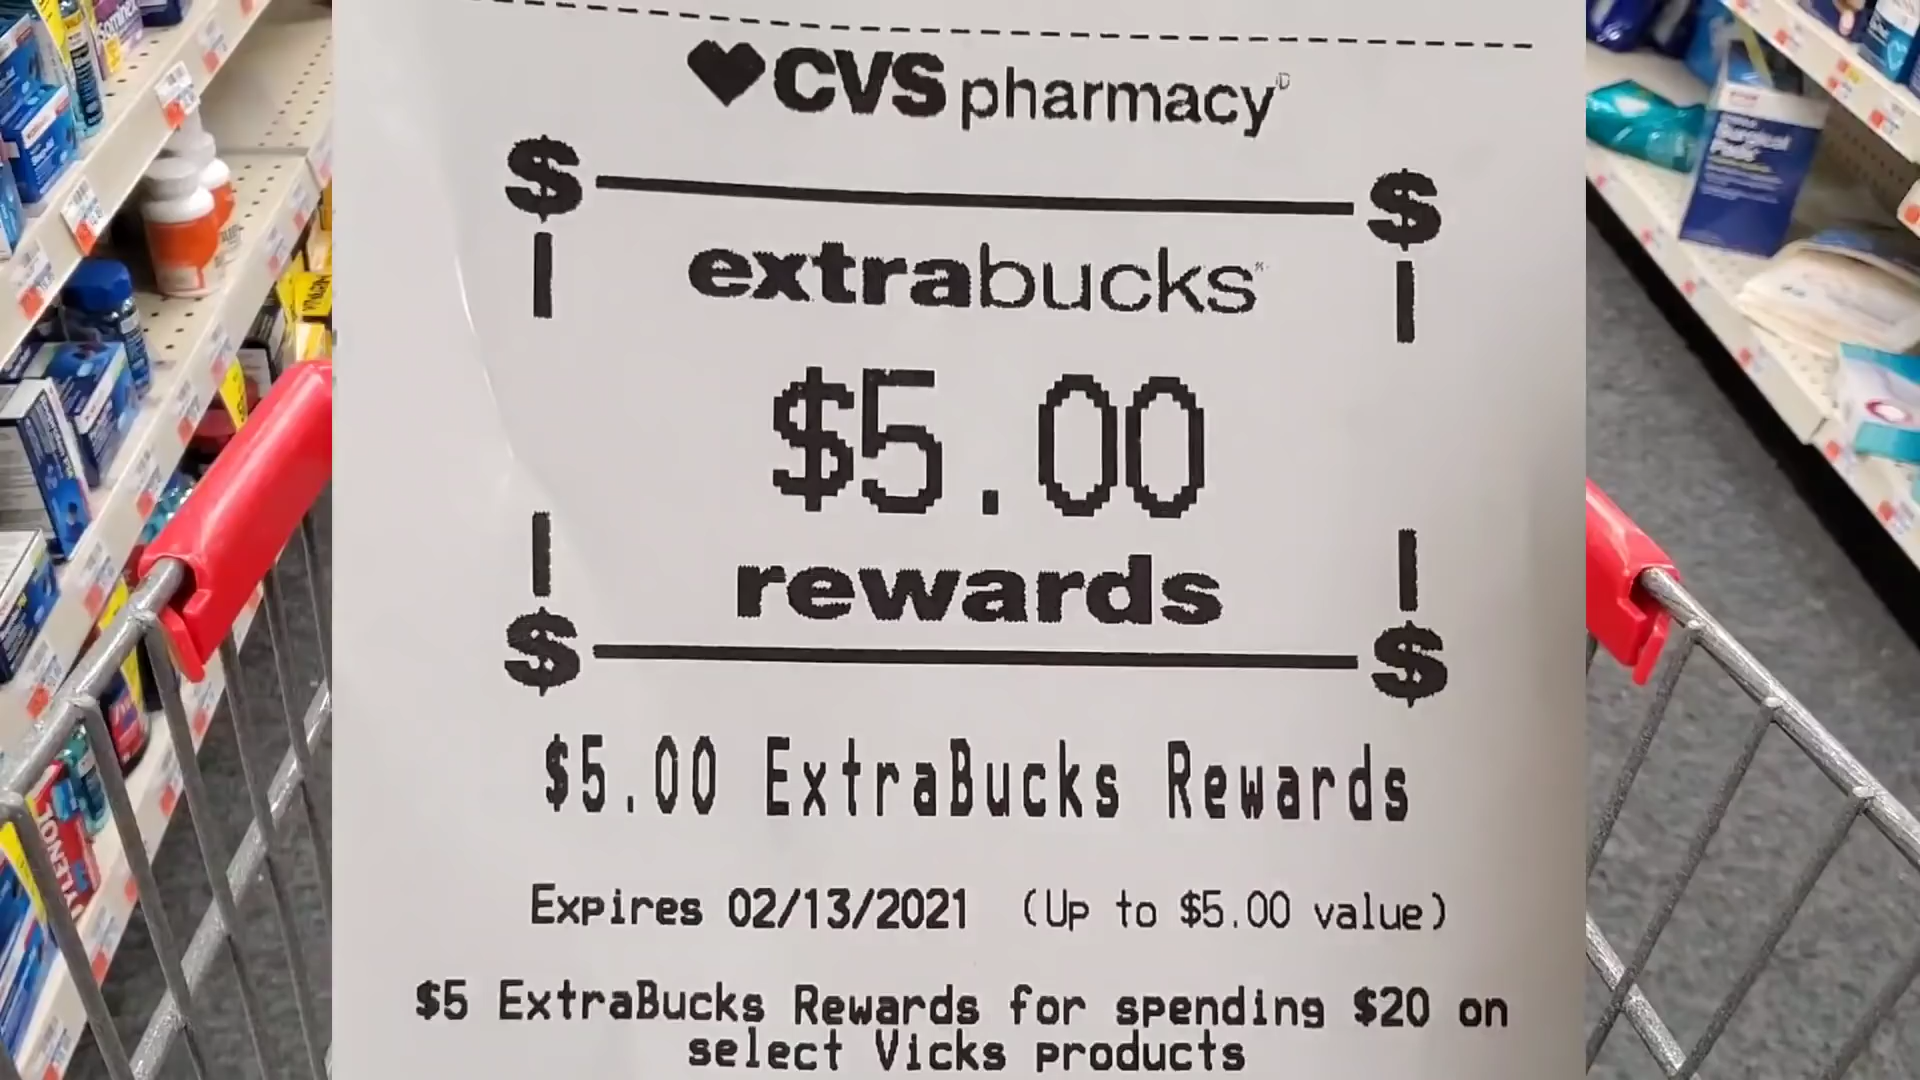 CVS pharmacy
$ $
extrabucks
$5.00
rewards
$ $
$5.00 ExtraBucks Rewards
Expires 02/13/2021 (Up to $5.00 value)
$5 ExtraBucks Rewards for spending $20 on
select Vicks products
Surgical